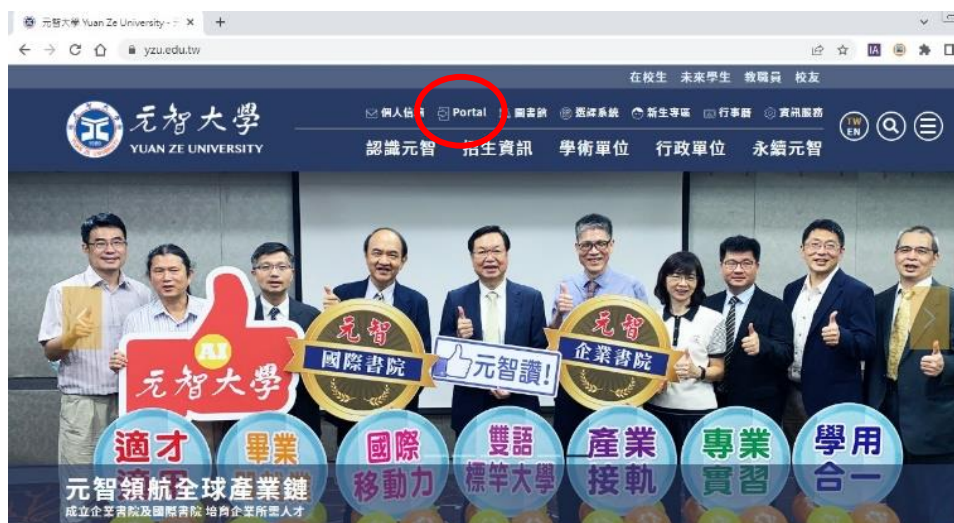 元智大學 Yuan Ze University -
yzu.edu.tw
在校生 未來學生 教職員 校友
元智大學
YUAN ZE UNIVERSITY
個人信箱 Portal 圖書館 選課系統 新生專區 行事曆 資訊服務
TW
EN
認識元智 招生資訊 學術單位 行政單位 永續元智
AI
元智大學
元智
國際書院
元智讚!
元智
企業書院
適才
適用
畢業
國際
移動力
雙語
標竿大學
產業
接軌
專業
實習
學用
合一
元智領航全球產業鏈
成立企業書院及國際書院 培育企業所需人才